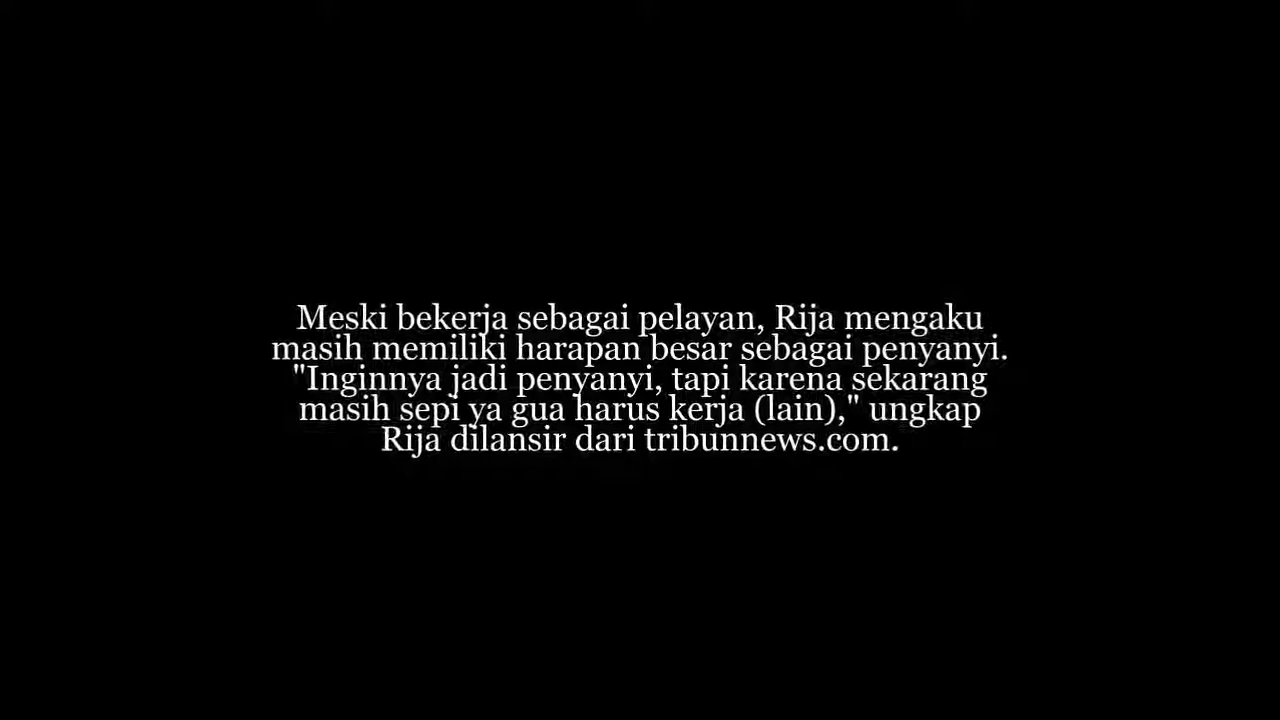 Meski bekerja sebagai pelayan, Rija mengaku
masih memiliki harapan besar sebagai penyanyi.
"Inginnya jadi penyanyi, tapi karena sekarang
masih sepi ya gua harus kerja (lain)," ungkap
Rija dilansir dari tribunnews.com.